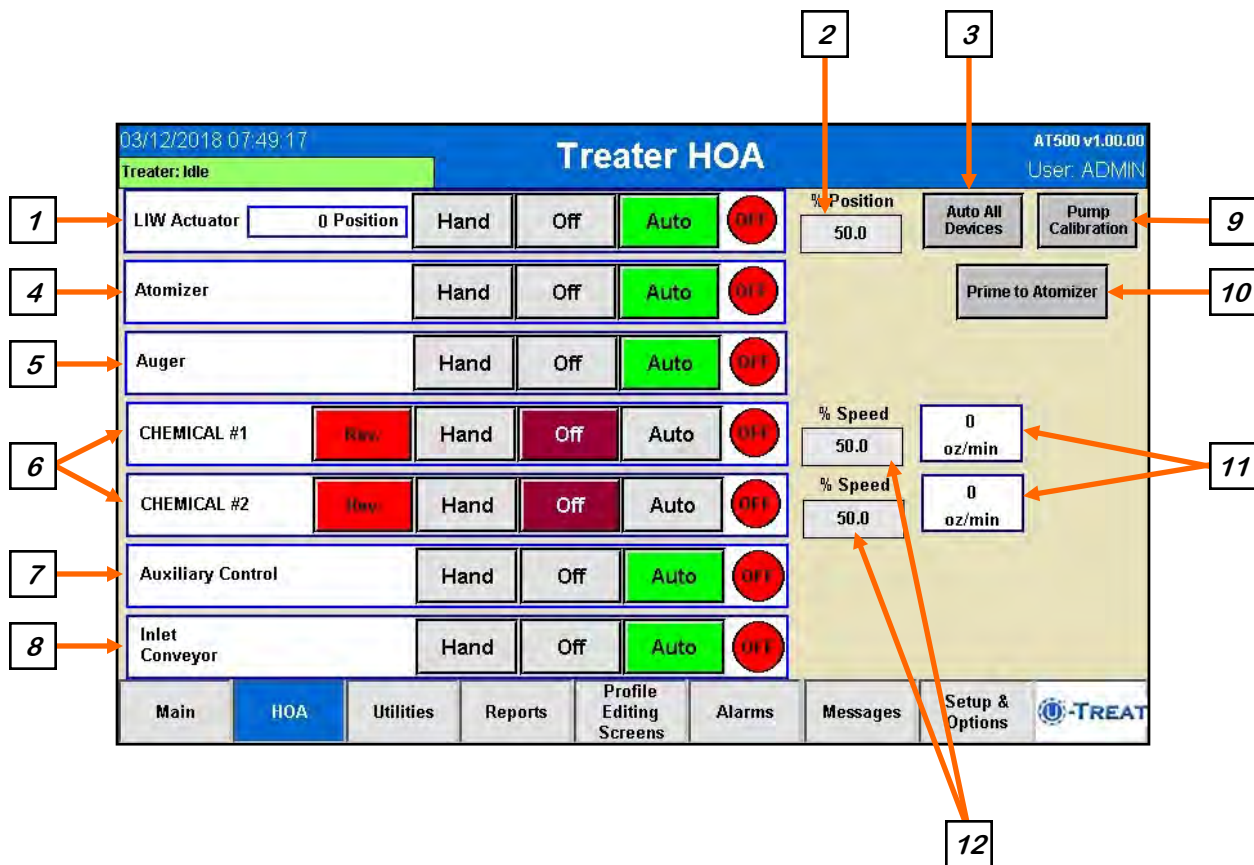 2
3
03/12/2018 07:49:17
Treater HOA
AT500 v1.00.00
Treater: Idle
User: ADMIN
1
LIW Actuator 0 Position Hand Off Auto OFF
% Position
50.0
Auto All
Devices
Pump
Calibration
9
4
Atomizer Hand Off Auto OFF
Prime to Atomizer
10
5
Auger Hand Off Auto OFF
6
CHEMICAL #1 Rev. Hand Off Auto OFF
% Speed
50.0
0
oz/min
11
CHEMICAL #2 Rev. Hand Off Auto OFF
% Speed
50.0
0
oz/min
7
Auxiliary Control Hand Off Auto OFF
8
Inlet
Conveyor
Hand Off Auto OFF
Main
HOA
Utilities
Reports
Profile
Editing
Screens
Alarms
Messages
Setup &
Options
U-TREAT
12